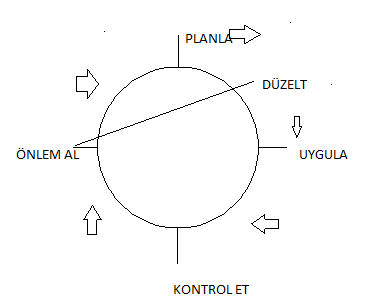 PLANLA
DÜZELT
ÖNLEM AL
UYGULA
KONTROL ET